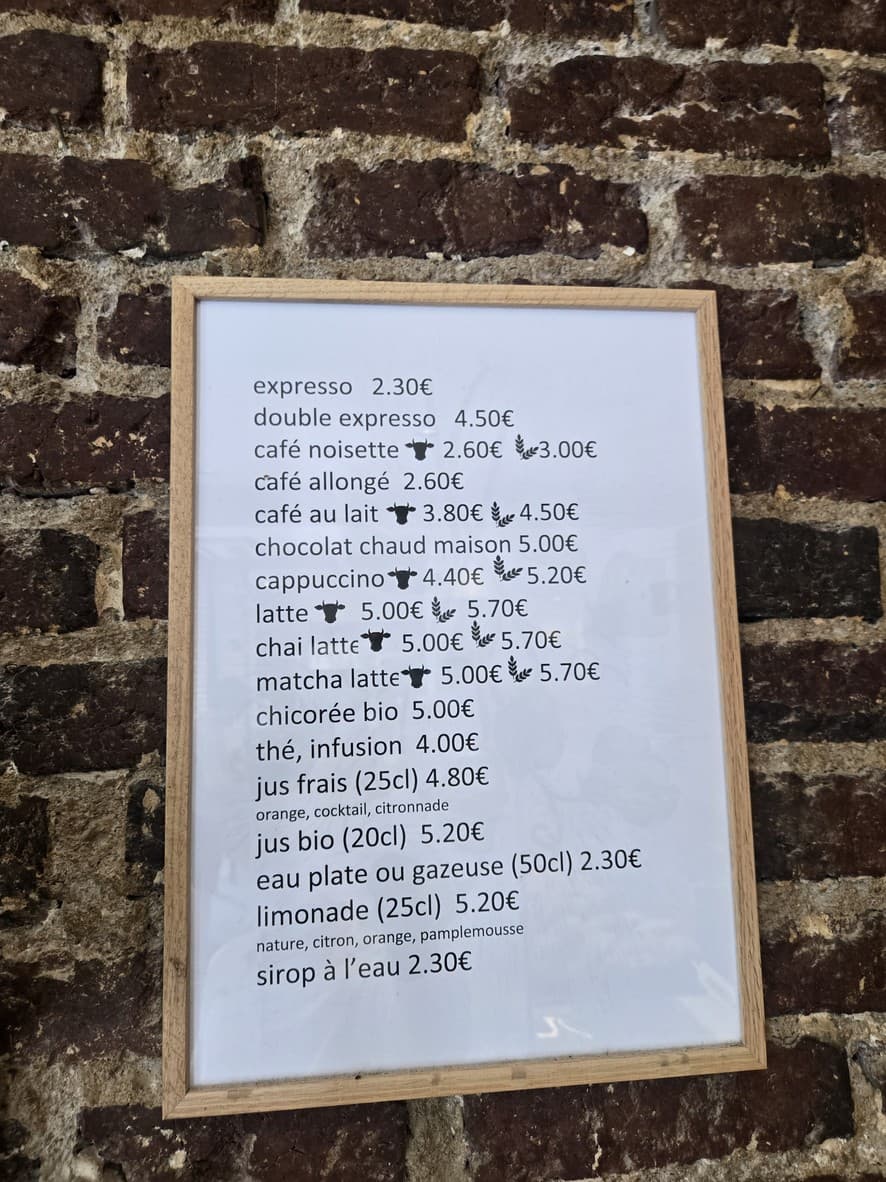 expresso 2.30€
double expresso 4.50€
café noisette 2.60€ 3.00€
café allongé 2.60€
café au lait 3.80€ 4.50€
chocolat chaud maison 5.00€
cappuccino 4.40€ 5.20€
latte 5.00€ 5.70€
chai latte 5.00€ 5.70€
matcha latte 5.00€ 5.70€
chicorée bio 5.00€
thé, infusion 4.00€
jus frais (25cl) 4.80€
orange, cocktail, citronnade
jus bio (20cl) 5.20€
eau plate ou gazeuse (50cl) 2.30€
limonade (25cl) 5.20€
nature, citron, orange, pamplemousse
sirop à l’eau 2.30€